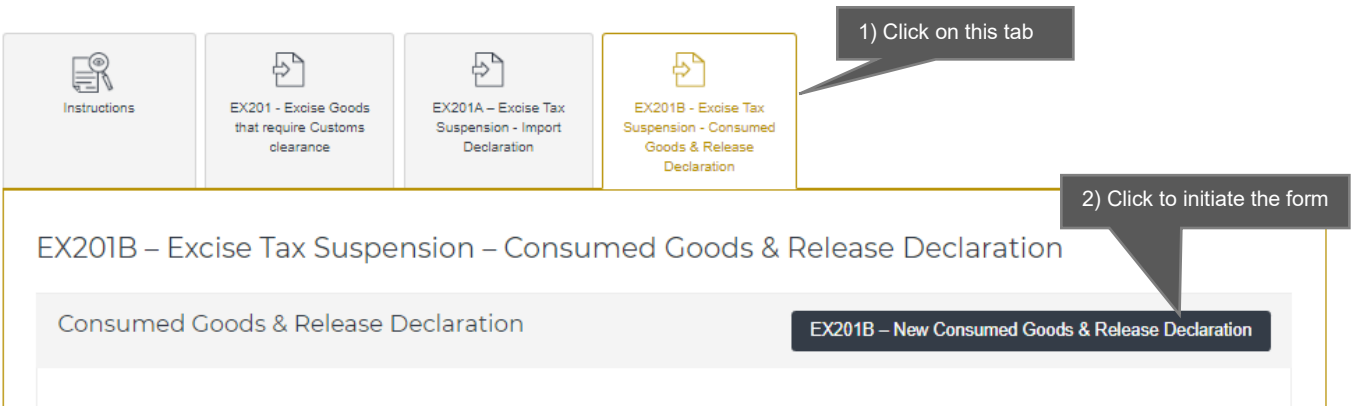 1) Click on this tab
Instructions
EX201 - Excise Goods
that require Customs
clearance
EX201A – Excise Tax
Suspension - Import
Declaration
EX201B - Excise Tax
Suspension - Consumed
Goods & Release
Declaration
2) Click to initiate the form
EX201B – Excise Tax Suspension – Consumed Goods & Release Declaration
Consumed Goods & Release Declaration
EX201B – New Consumed Goods & Release Declaration